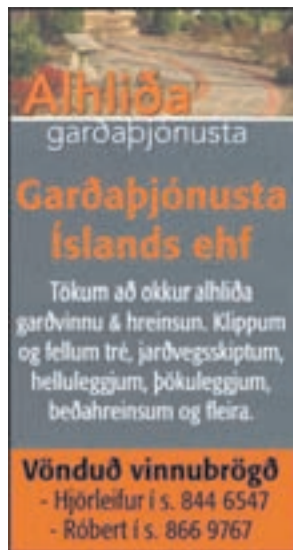 Alhliða
garðaþjónusta
Garðaþjónusta
Íslands ehf
Tökum að okkur alhliða
garðvinnu & hreinsun. Klippum
og fellum tré, jarðvegsskiptum,
helluleggjum, þökuleggjum,
beðahreinsum og fleira.
Vönduð vinnubrögð
- Hjörleifur í s. 844 6547
- Róbert í s. 866 9767